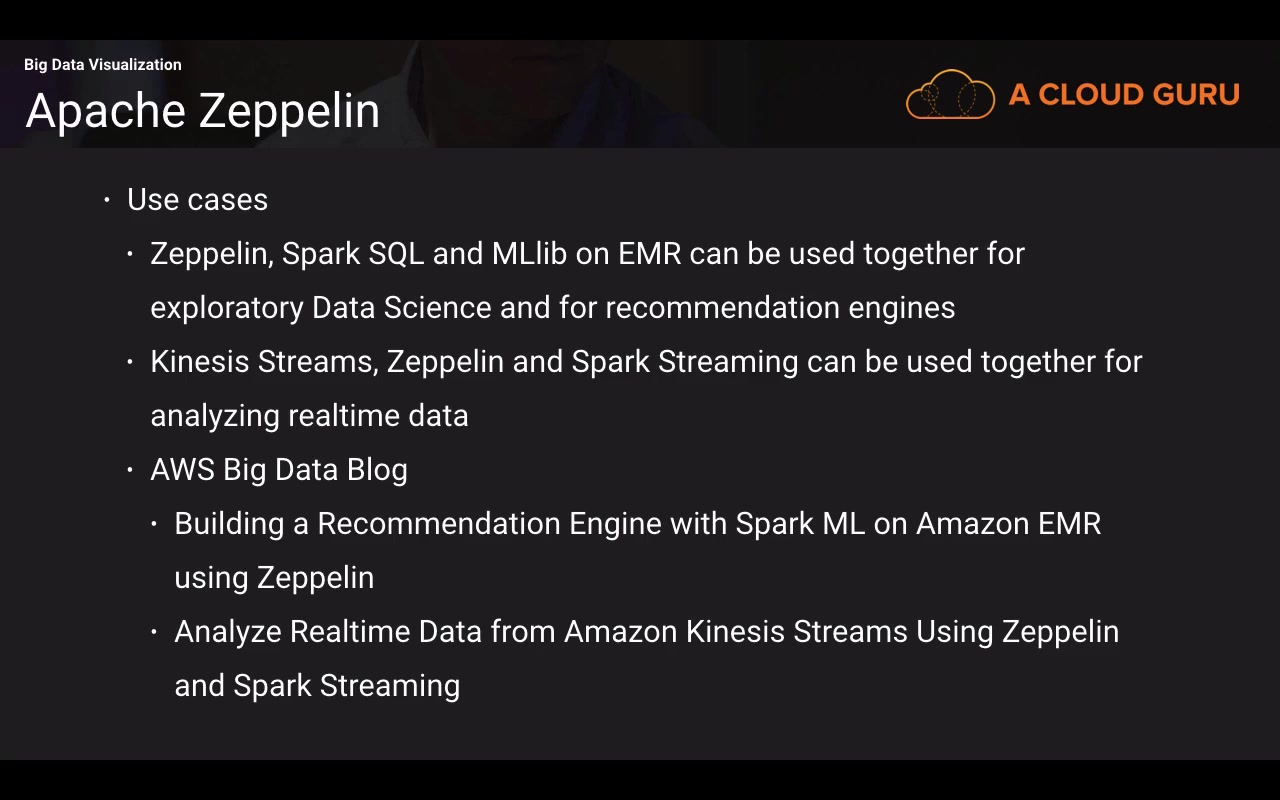 Big Data Visualization
Apache Zeppelin
A CLOUD GURU
· Use cases
· Zeppelin, Spark SQL and MLlib on EMR can be used together for
exploratory Data Science and for recommendation engines
· Kinesis Streams, Zeppelin and Spark Streaming can be used together for
analyzing realtime data
· AWS Big Data Blog
· Building a Recommendation Engine with Spark ML on Amazon EMR
using Zeppelin
· Analyze Realtime Data from Amazon Kinesis Streams Using Zeppelin
and Spark Streaming